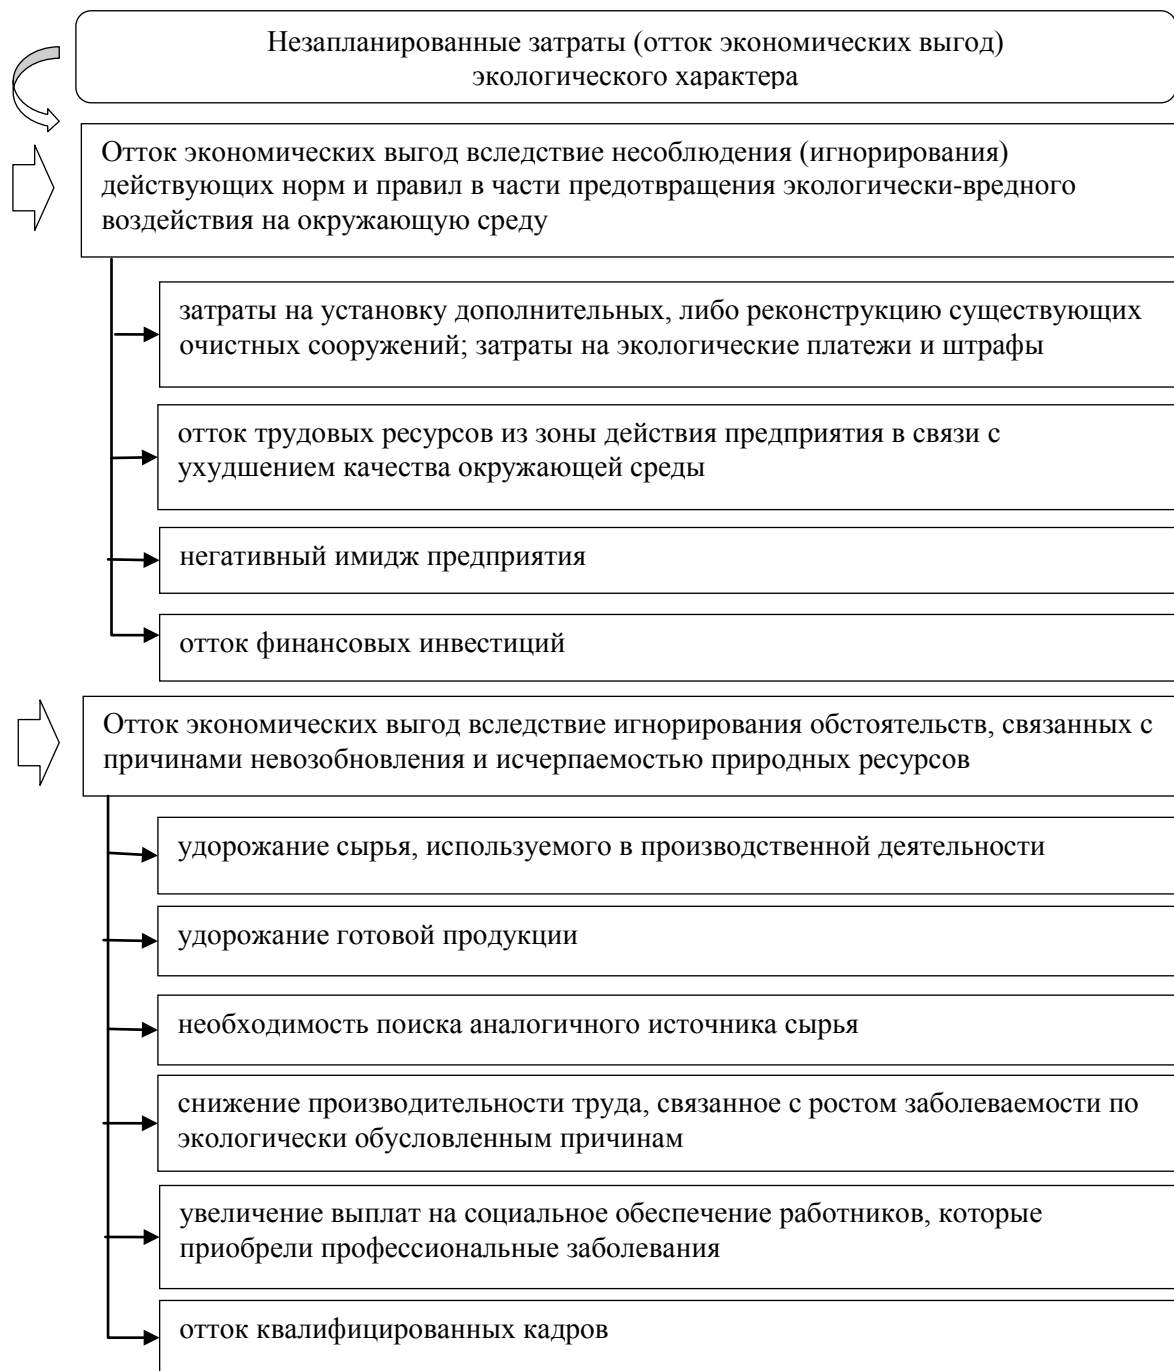 Незапланированные затраты (отток экономических выгод)
экологического характера
Отток экономических выгод вследствие несоблюдения (игнорирования)
действующих норм и правил в части предотвращения экологически-вредного
воздействия на окружающую среду
затраты на установку дополнительных, либо реконструкцию существующих
очистных сооружений; затраты на экологические платежи и штрафы
отток трудовых ресурсов из зоны действия предприятия в связи с
ухудшением качества окружающей среды
негативный имидж предприятия
отток финансовых инвестиций
Отток экономических выгод вследствие игнорирования обстоятельств, связанных с
причинами невозобновления и исчерпаемостью природных ресурсов
удорожание сырья, используемого в производственной деятельности
удорожание готовой продукции
необходимость поиска аналогичного источника сырья
снижение производительности труда, связанное с ростом заболеваемости по
экологически обусловленным причинам
увеличение выплат на социальное обеспечение работников, которые
приобрели профессиональные заболевания
отток квалифицированных кадров